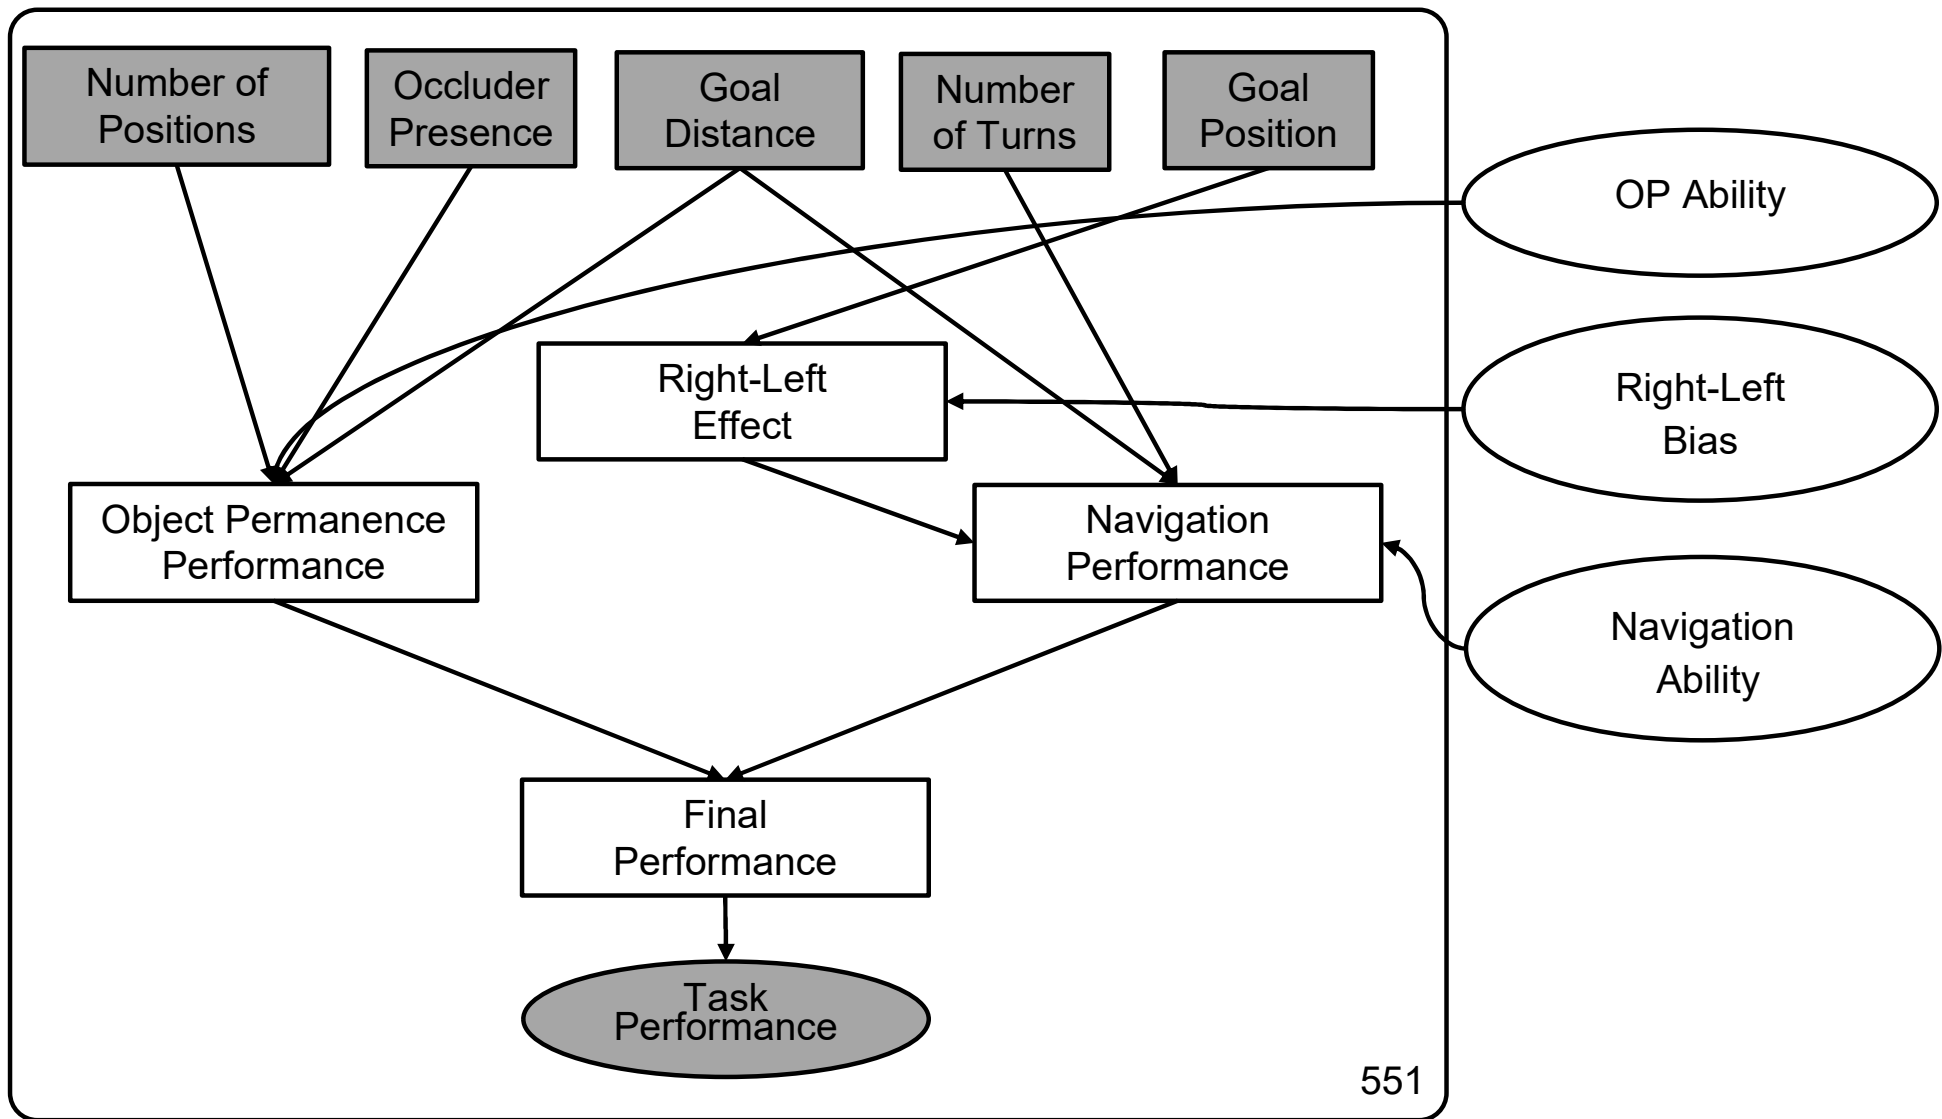 Number of
Positions
Occluder
Presence
Goal
Distance
Number
of Turns
Goal
Position
OP Ability
Right-Left
Effect
Right-Left
Bias
Object Permanence
Performance
Navigation
Performance
Navigation
Ability
Final
Performance
Task
Performance
551